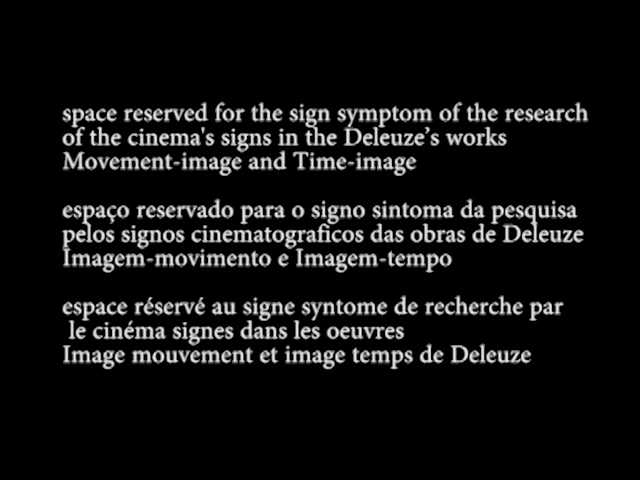 space reserved for the sign symptom of the research
of the cinema's signs in the Deleuze’s works
Movement-image and Time-image
espaço reservado para o signo sintoma da pesquisa
pelos signos cinematograficos das obras de Deleuze
Imagem-movimento e Imagem-tempo
espace réservé au signe syntome de recherche par
le cinéma signes dans les oeuvres
Image mouvement et image temps de Deleuze